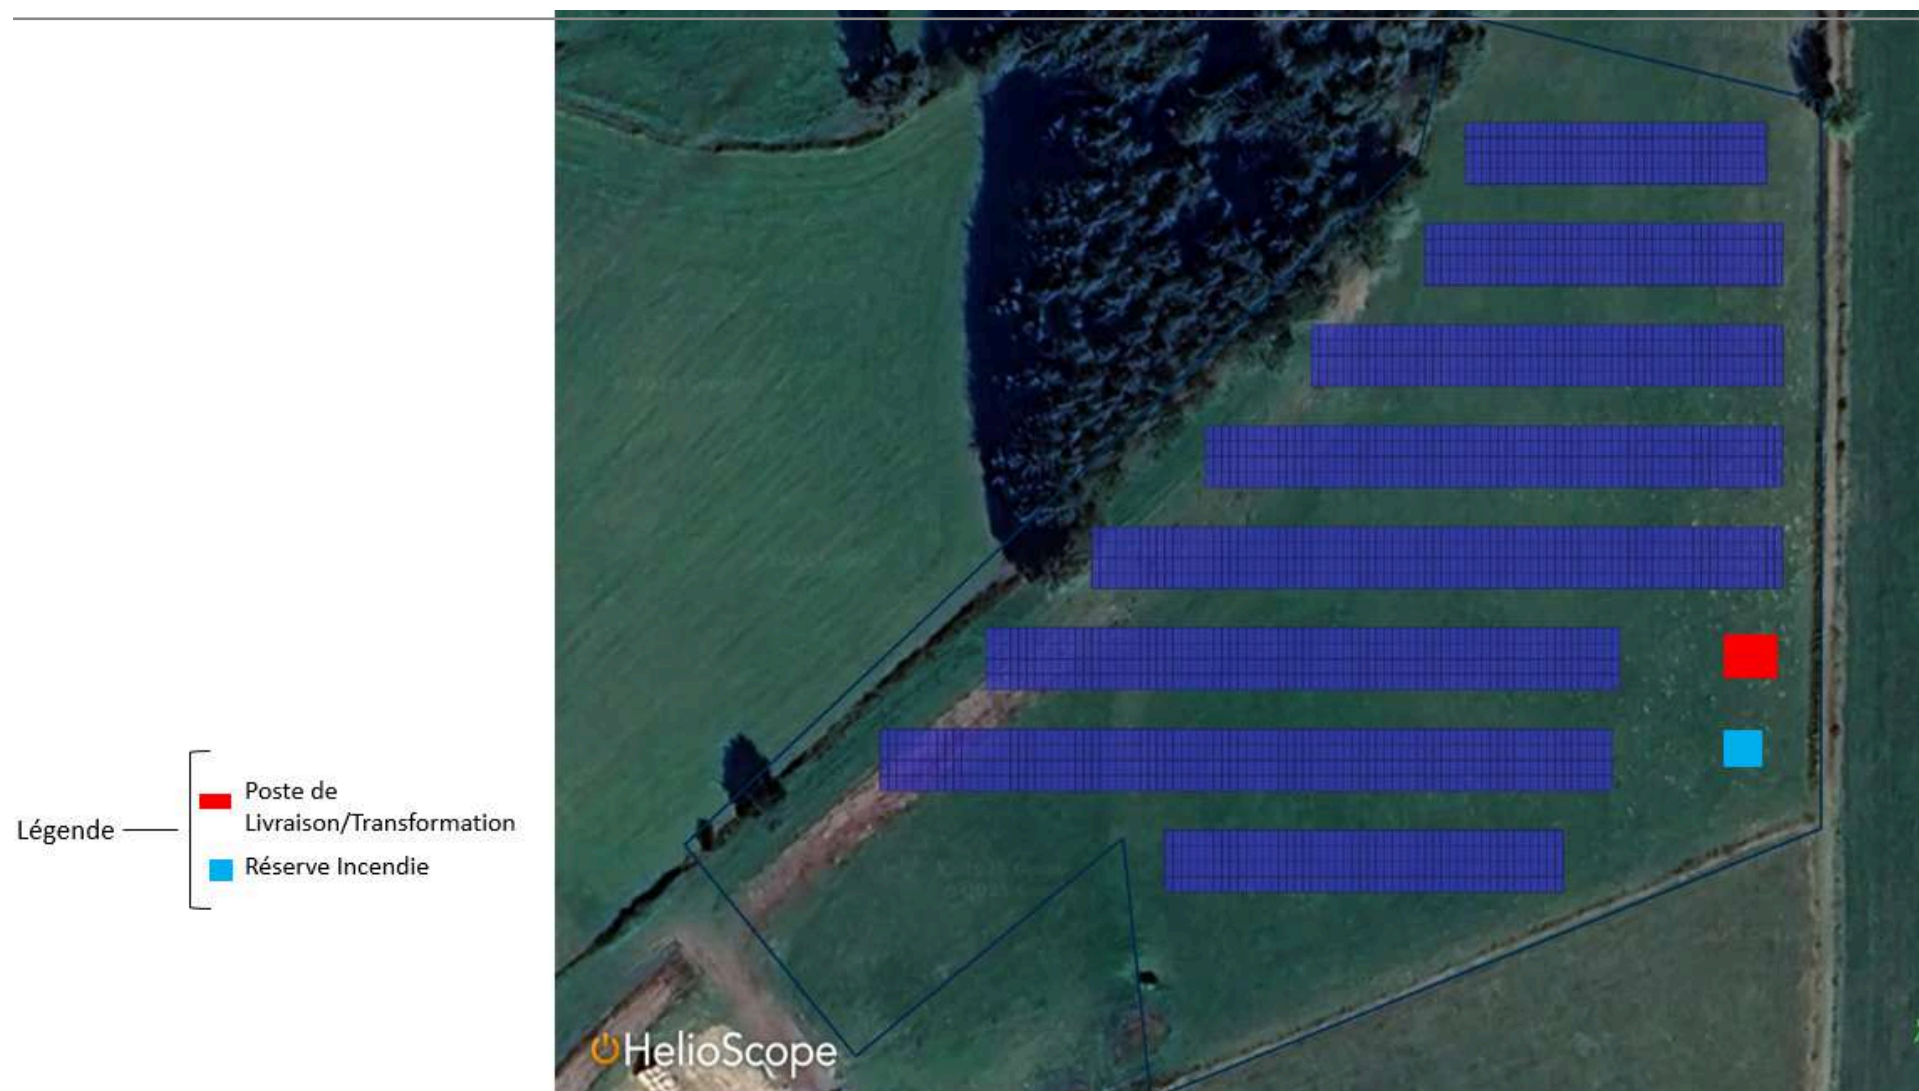 Légende
Poste de
Livraison/Transformation
Réserve Incendie
HelioScope